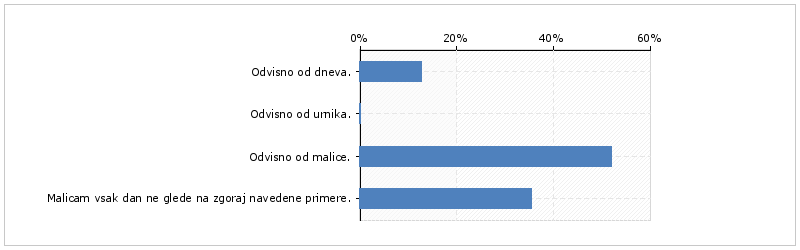 0% 20% 40% 60%
Odvisno od dneva.
Odvisno od urnika.
Odvisno od malice.
Malicam vsak dan ne glede na zgoraj navedene primere.